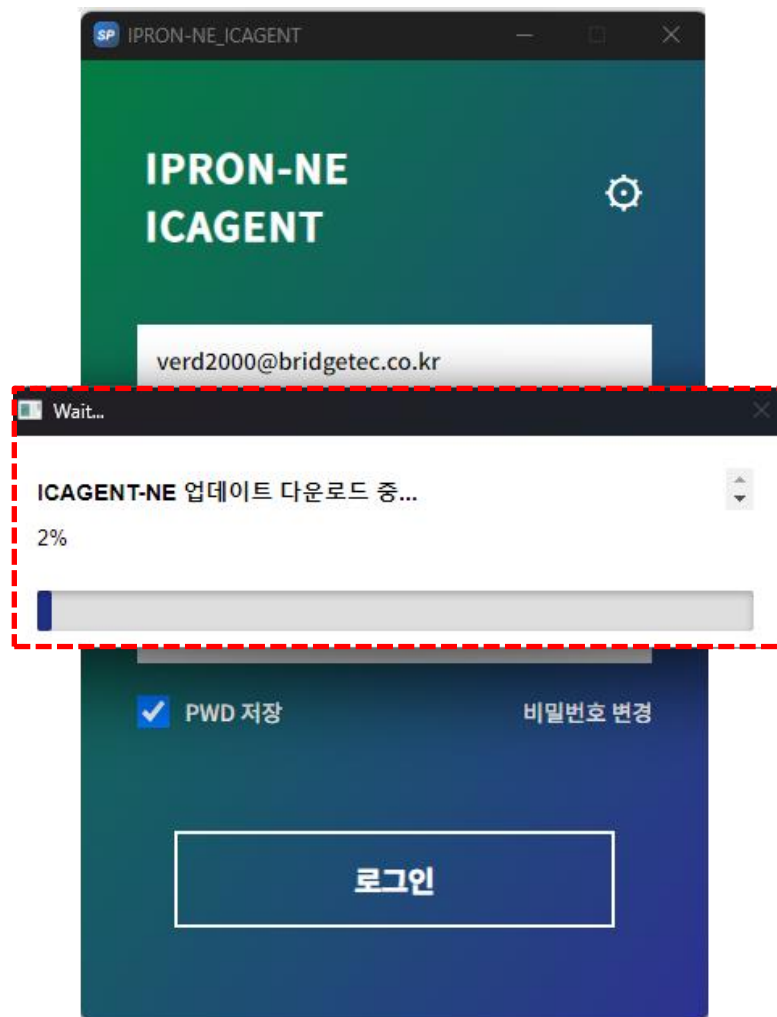 SP IPRON-NE_ICAGENT
IPRON-NE
ICAGENT
verd2000@bridgetec.co.kr
Wait...
ICAGENT-NE 업데이트 다운로드 중...
2%
PWD 저장
비밀번호 변경
로그인